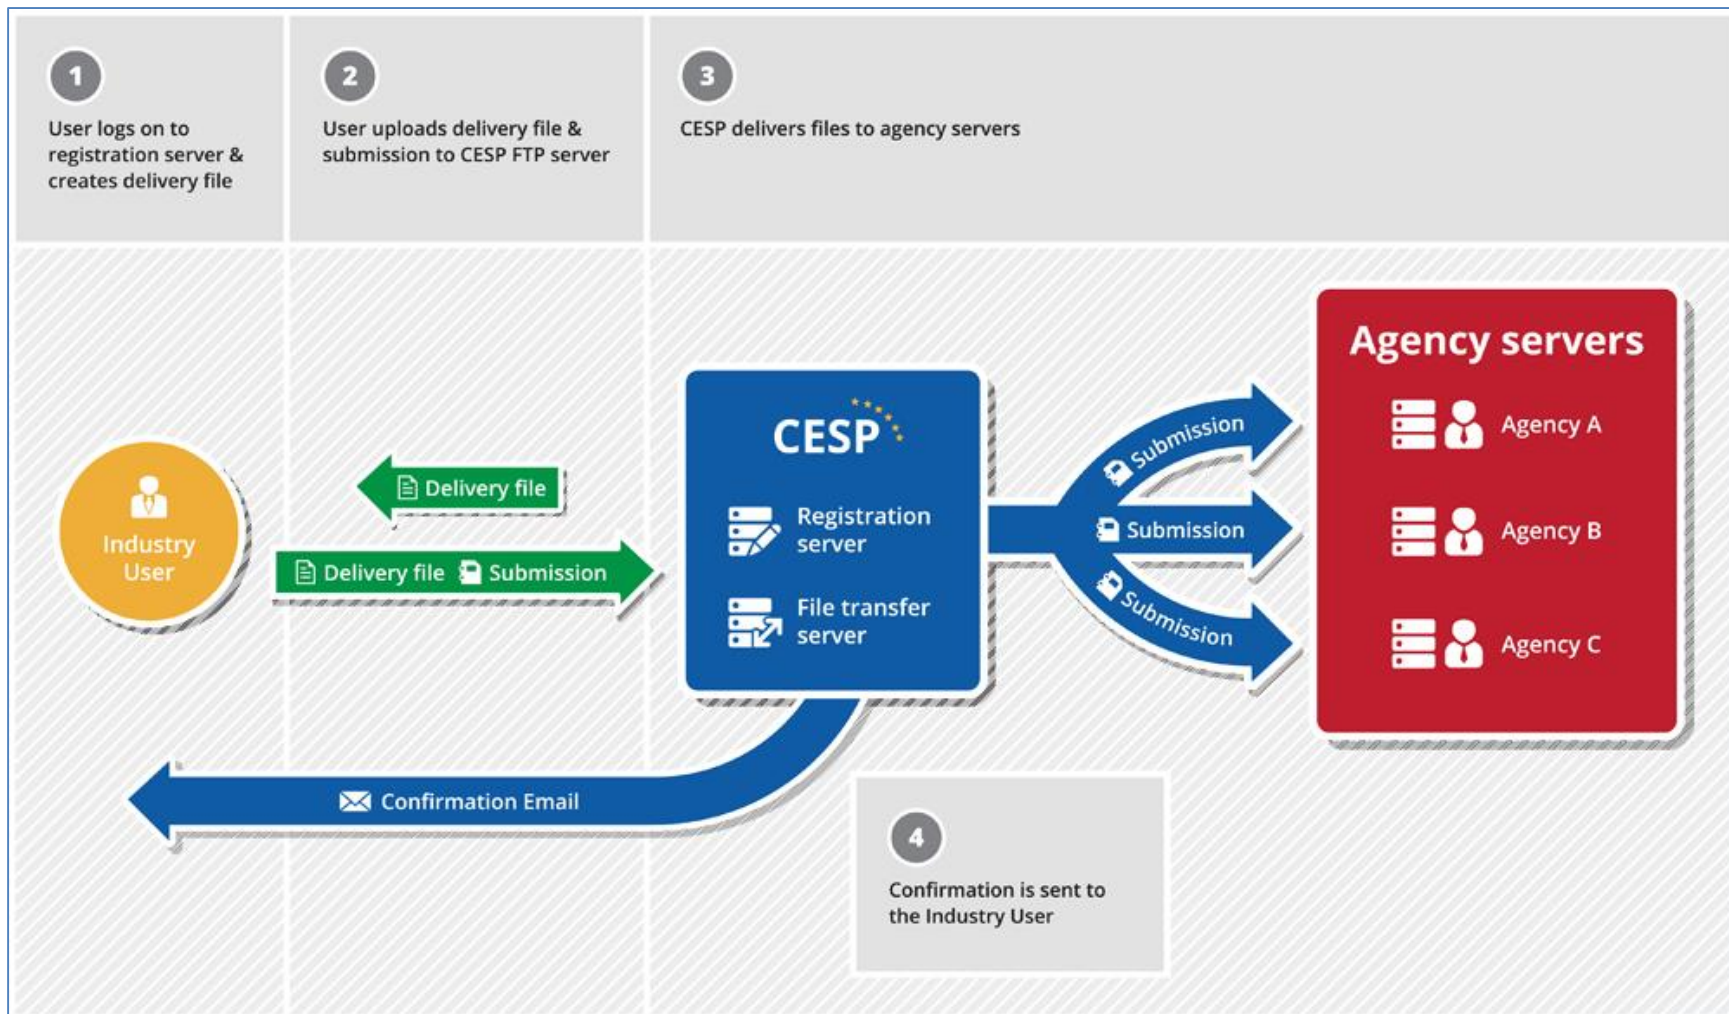 1
User logs on to
registration server &
creates delivery file
2
User uploads delivery file &
submission to CESP FTP server
3
CESP delivers files to agency servers
Industry
User
Delivery file
Delivery file Submission
CESP
Registration
server
File transfer
server
Submission
Submission
Submission
Agency servers
Agency A
Agency B
Agency C
Confirmation Email
4
Confirmation is sent to
the Industry User